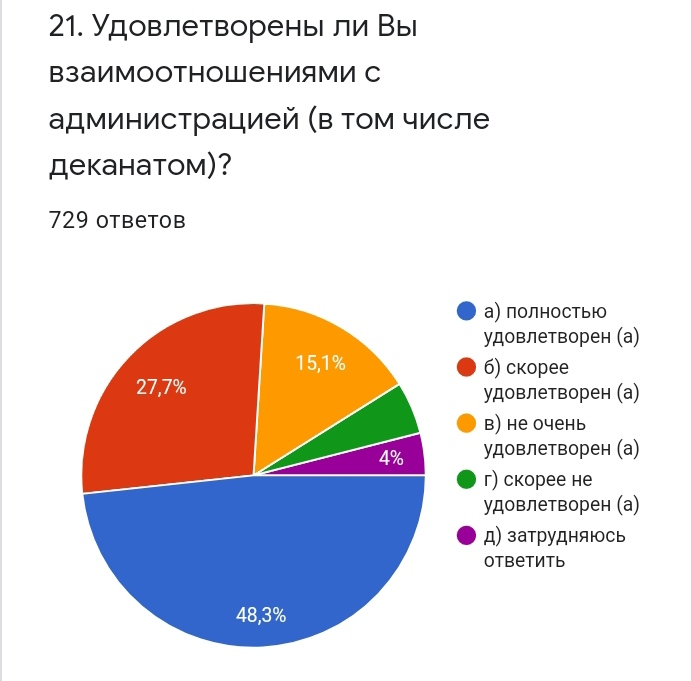 21. Удовлетворены ли Вы
взаимоотношениями с
администрацией (в том числе
деканатом)?
729 ответов
а) полностью
удовлетворен (а)
б) скорее
удовлетворен (а)
в) не очень
удовлетворен (а)
г) скорее не
удовлетворен (а)
д) затрудняюсь
ответить
15,1%
27,7%
4%
48,3%